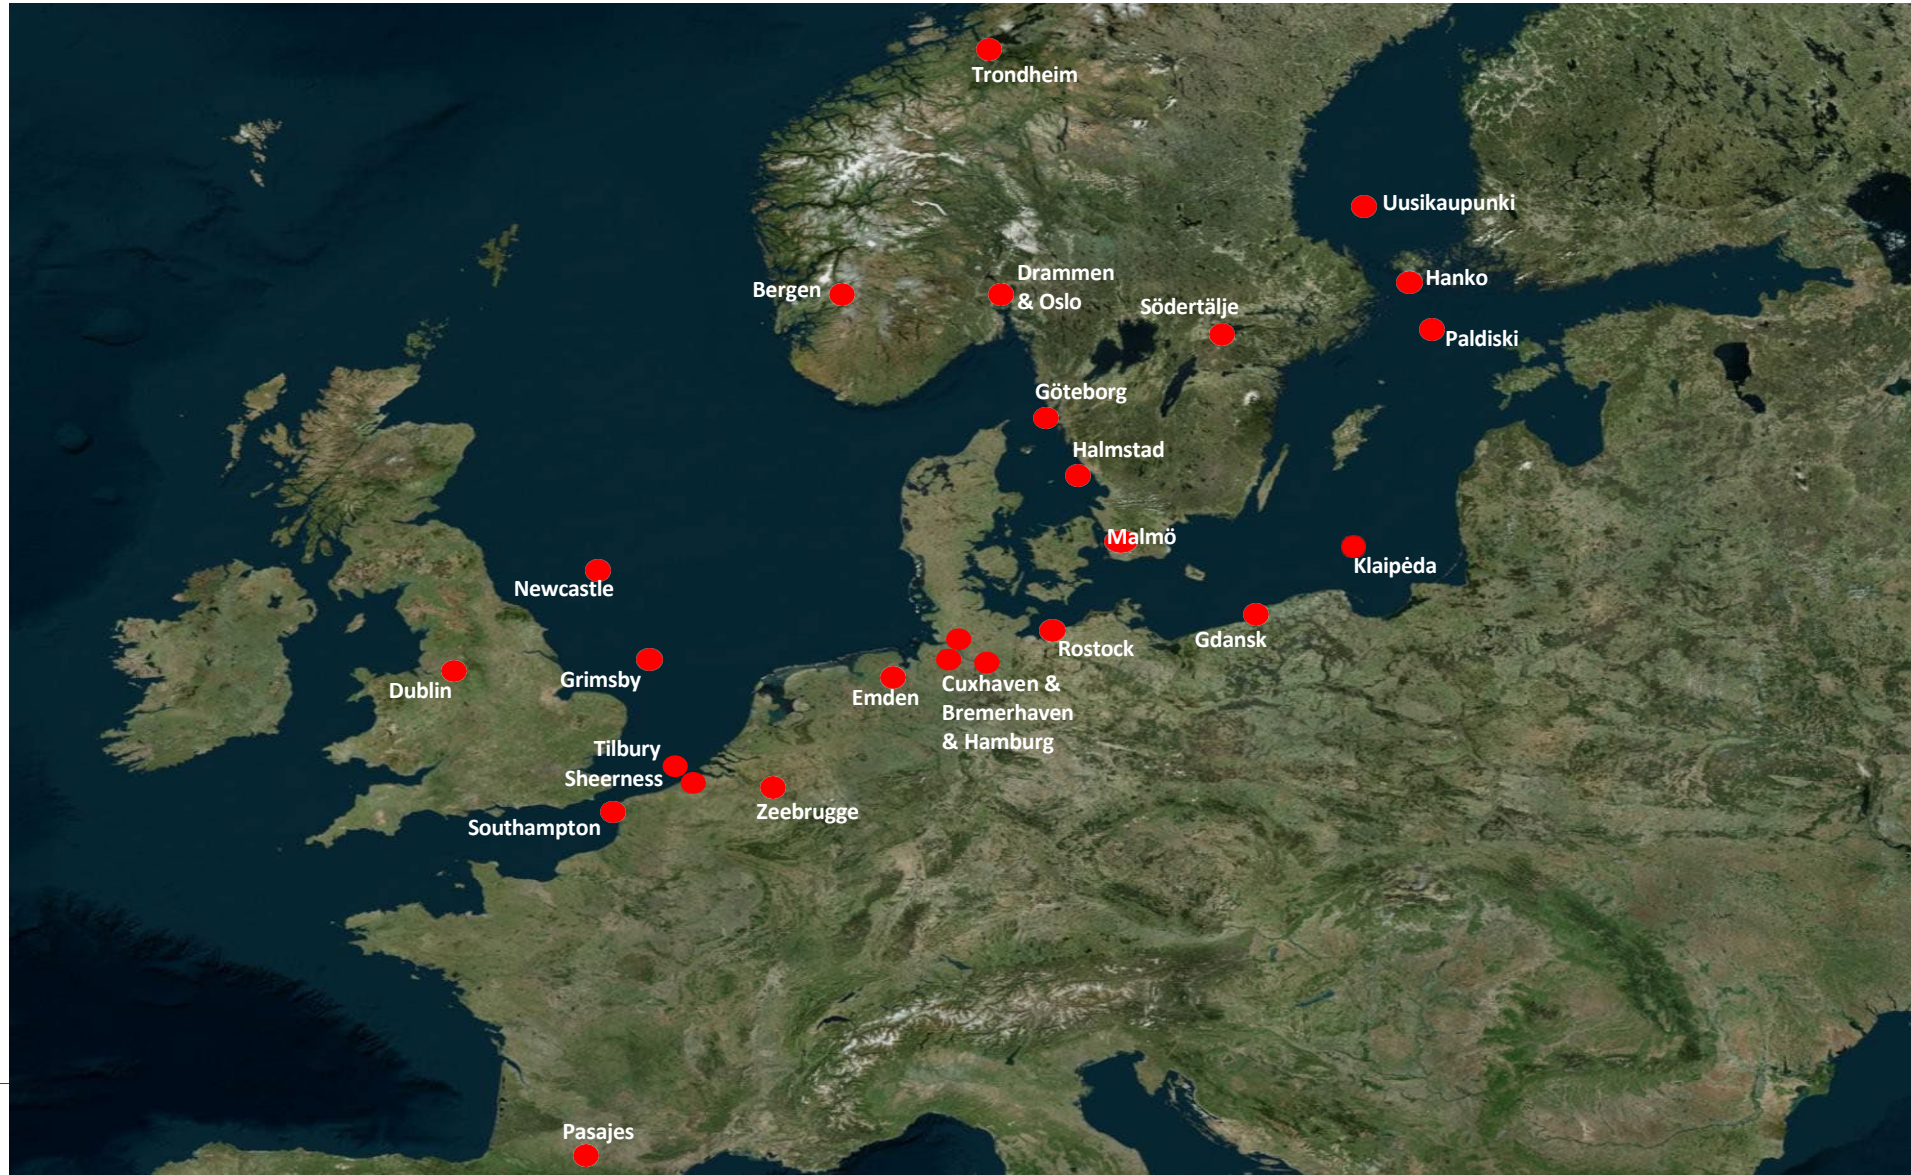 Trondheim
Uusikaupunki
Drammen
& Oslo
Hanko
Bergen
Södertälje
Paldiski
Göteborg
Halmstad
Malmö
Klaipėda
Newcastle
Gdansk
Rostock
Grimsby
Dublin
Emden
Cuxhaven &
Bremerhaven
& Hamburg
Tilbury
Sheerness
Zeebrugge
Southampton
Pasajes